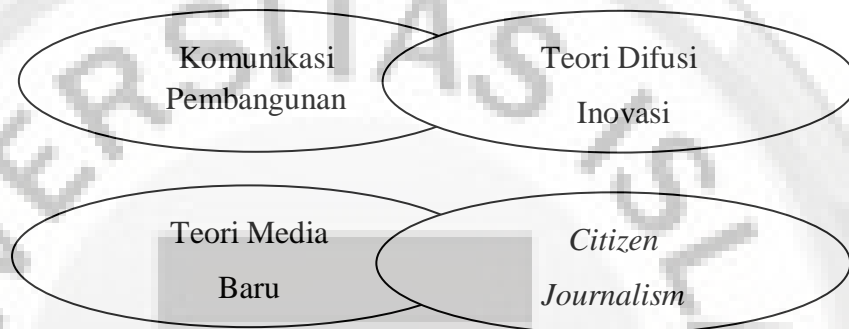 Komunikasi
Pembangunan
Teori Difusi
Inovasi
Teori Media
Baru
Citizen
Journalism